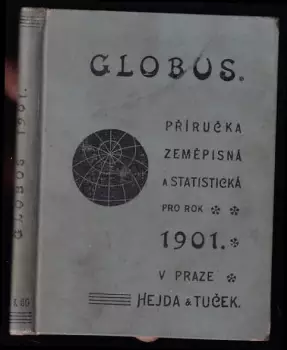 GLOBUS.
PŘÍRUČKA
ZEMĚPISNÁ
A STATISTICKÁ
PRO ROK
1901.
V PRAZE
HEJDA & TUČEK.
GLOBUS 1901.